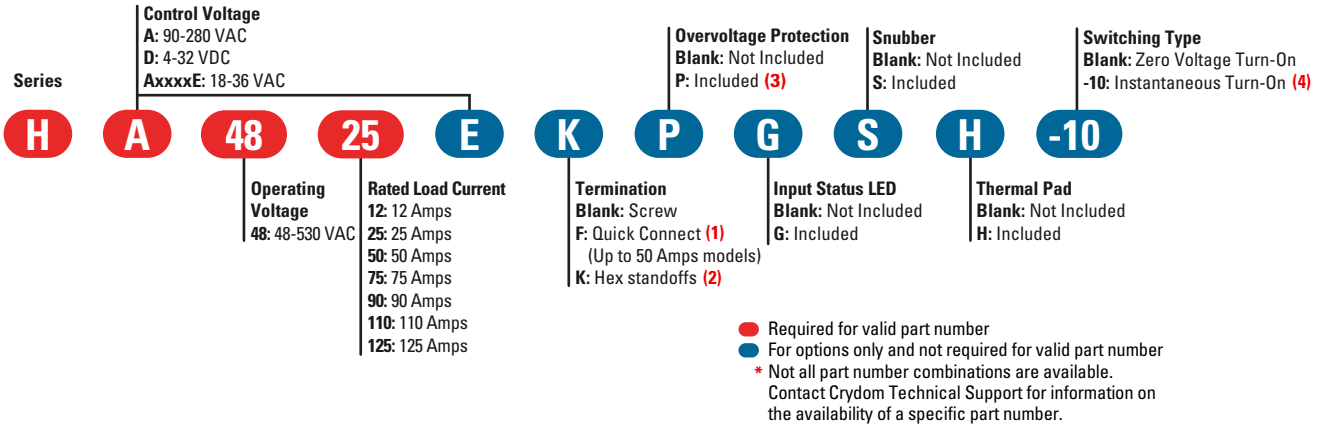 Control Voltage
A: 90-280 VAC
D: 4-32 VDC
AxxxxE: 18-36 VAC
Overvoltage Protection
Blank: Not Included
P: Included (3)
Snubber
Blank: Not Included
S: Included
Switching Type
Blank: Zero Voltage Turn-On
-10: Instantaneous Turn-On (4)
Series
H A 48 25 E K P G S H -10
Operating
Voltage
48: 48-530 VAC
Rated Load Current
12: 12 Amps
25: 25 Amps
50: 50 Amps
75: 75 Amps
90: 90 Amps
110: 110 Amps
125: 125 Amps
Termination
Blank: Screw
F: Quick Connect (1)
(Up to 50 Amps models)
K: Hex standoffs (2)
Input Status LED
Blank: Not Included
G: Included
Thermal Pad
Blank: Not Included
H: Included
Required for valid part number
For options only and not required for valid part number
* Not all part number combinations are available.
Contact Crydom Technical Support for information on
the availability of a specific part number.